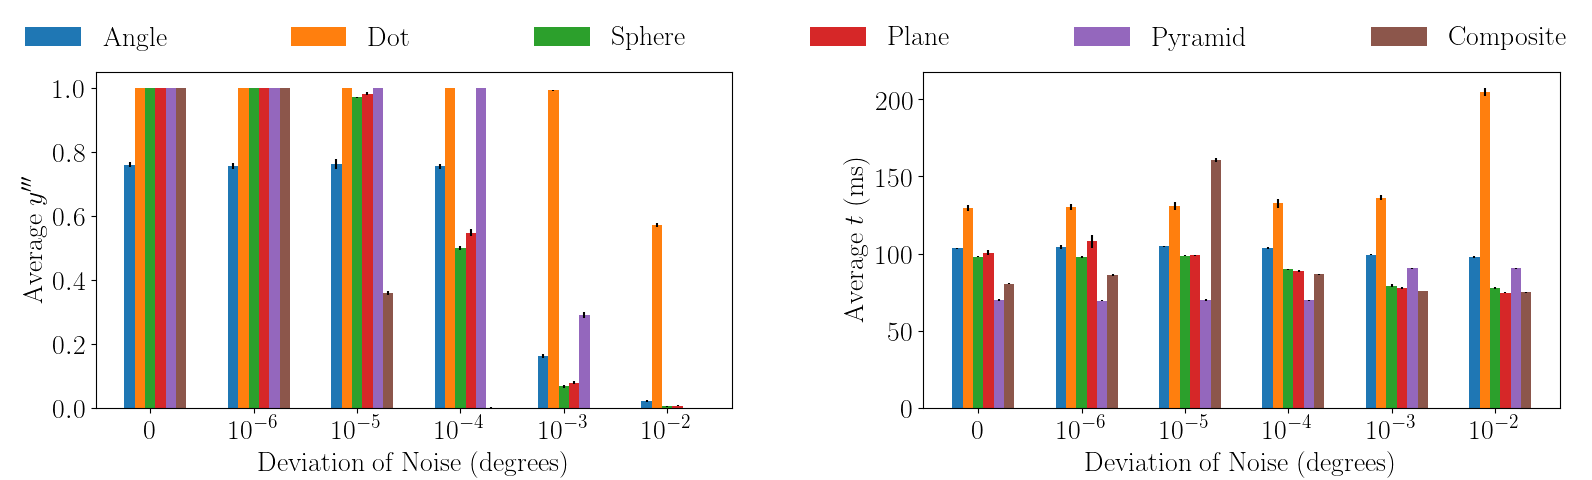 Angle Dot Sphere Plane Pyramid Composite
1.0
0.8
0.6
0.4
0.2
0.0
Average y'''
0 10⁻⁶ 10⁻⁵ 10⁻⁴ 10⁻³ 10⁻²
Deviation of Noise (degrees)
200
150
100
50
0
Average t (ms)
0 10⁻⁶ 10⁻⁵ 10⁻⁴ 10⁻³ 10⁻²
Deviation of Noise (degrees)